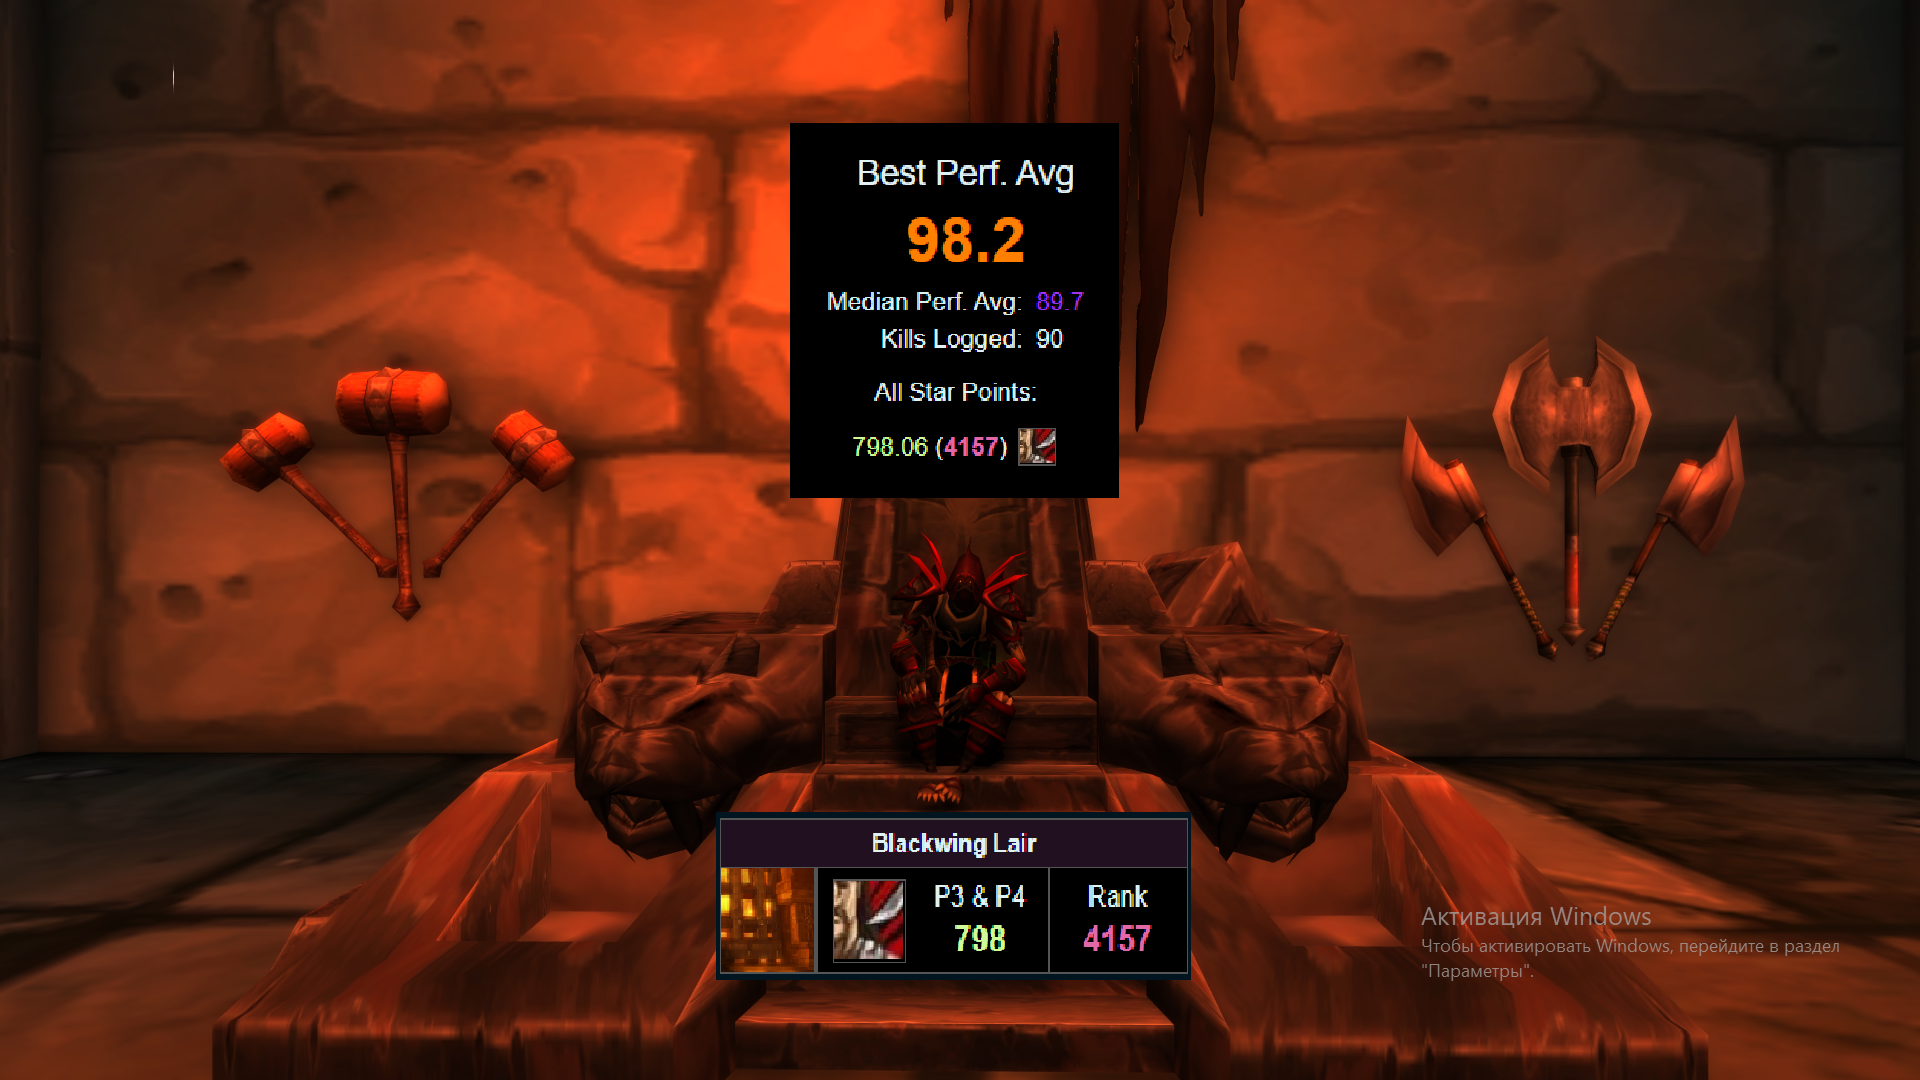 Best Perf. Avg
98.2
Median Perf. Avg: 89.7
Kills Logged: 90
All Star Points:
798.06 (4157)
Blackwing Lair
P3 & P4
798
Rank
4157
Активация Windows
Чтобы активировать Windows, перейдите в раздел
"Параметры".